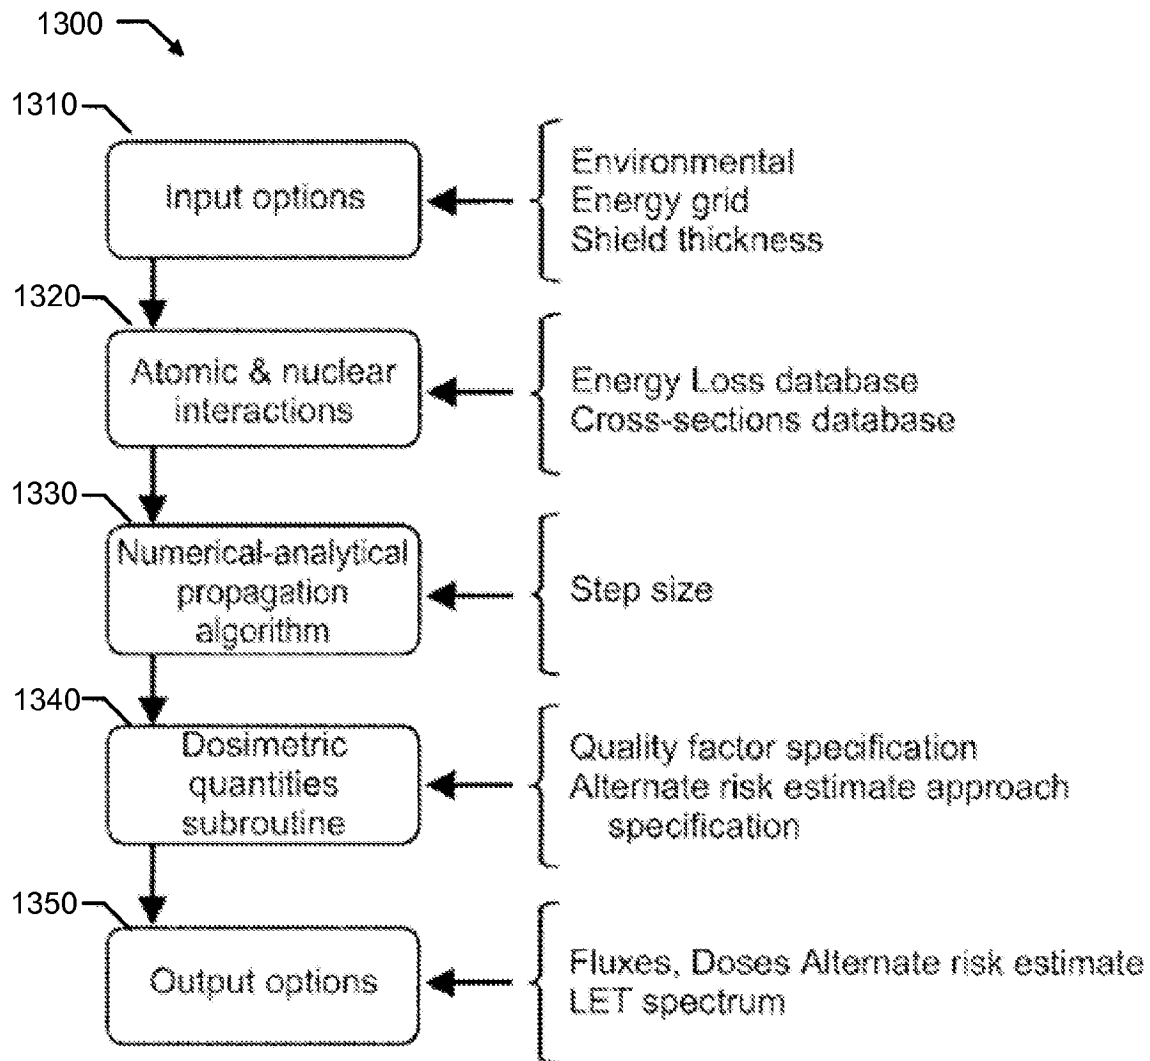 1300
1310
Input options
Environmental
Energy grid
Shield thickness
1320
Atomic & nuclear
interactions
Energy Loss database
Cross-sections database
1330
Numerical-analytical
propagation
algorithm
Step size
1340
Dosimetric
quantities
subroutine
Quality factor specification
Alternate risk estimate approach
specification
1350
Output options
Fluxes, Doses Alternate risk estimate
LET spectrum